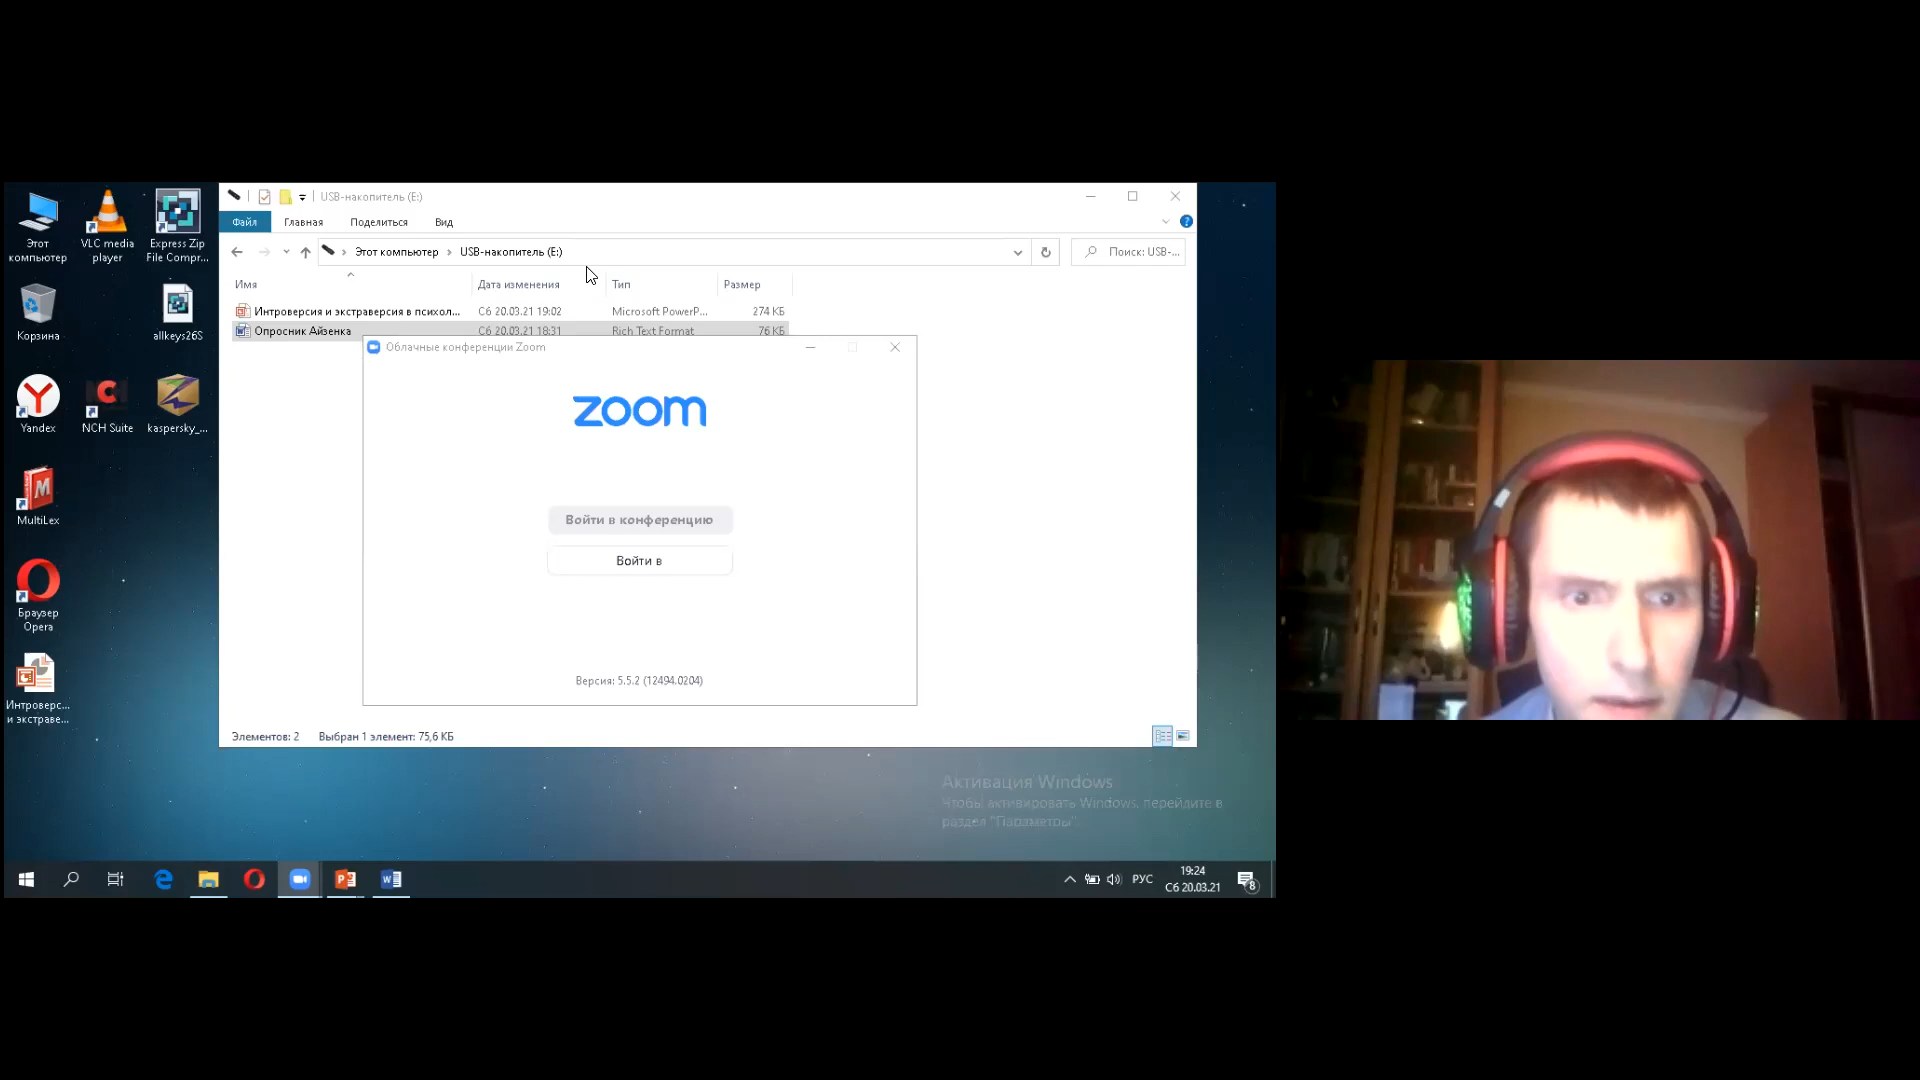 Этот
компьютер
VLC media
player
Express Zip
File Compr...
Корзина
allkeys26S
Yandex
NCH Suite
kaspersky_...
MultiLex
Браузер
Opera
Интроверс...
и экстраве...
USB-накопитель (E:)
Файл Главная Поделиться Вид
Этот компьютер › USB-накопитель (E:)
Поиск: USB-...
Имя Дата изменения Тип Размер
Интроверсия и экстраверсия в психол... Сб 20.03.21 19:02 Microsoft PowerP... 274 КБ
Опросник Айзенка Сб 20.03.21 18:31 Rich Text Format 76 КБ
Облачные конференции Zoom
zoom
Войти в конференцию
Войти в
Версия: 5.5.2 (12494.0204)
Элементов: 2 Выбран 1 элемент: 75,6 КБ
Активация Windows
Чтобы активировать Windows, перейдите в
раздел "Параметры".
РУС
19:24
Сб 20.03.21
8